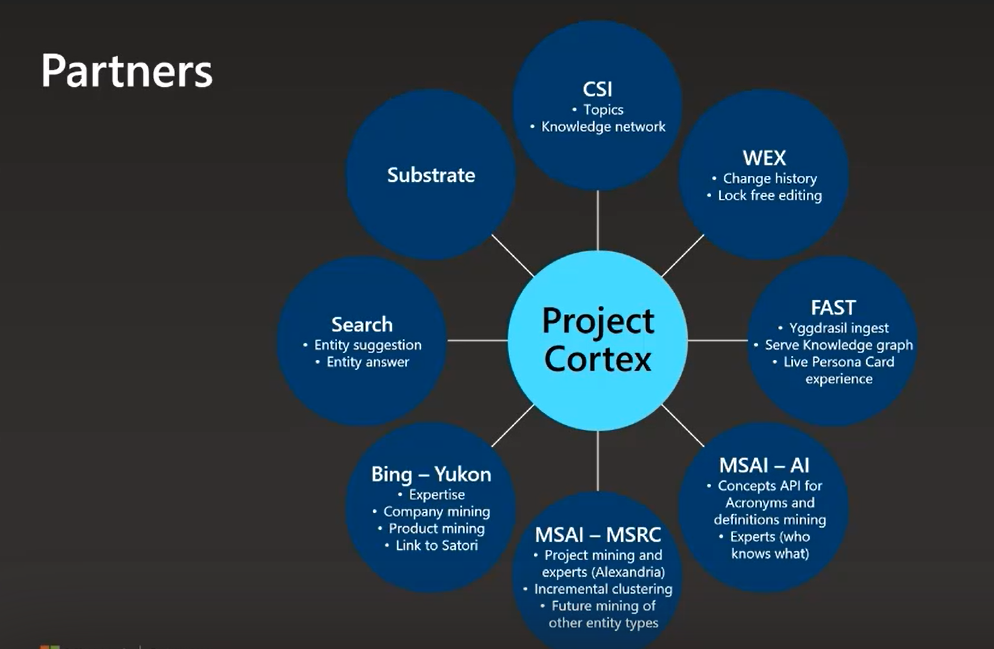 Partners
CSI
• Topics
• Knowledge network
WEX
• Change history
• Lock free editing
FAST
• Yggdrasil ingest
• Serve Knowledge graph
• Live Persona Card
experience
MSAI – AI
• Concepts API for
Acronyms and
definitions mining
• Experts (who
knows what)
MSAI – MSRC
• Project mining and
experts (Alexandria)
• Incremental clustering
• Future mining of
other entity types
Bing – Yukon
• Expertise
• Company mining
• Product mining
• Link to Satori
Search
• Entity suggestion
• Entity answer
Substrate
Project
Cortex